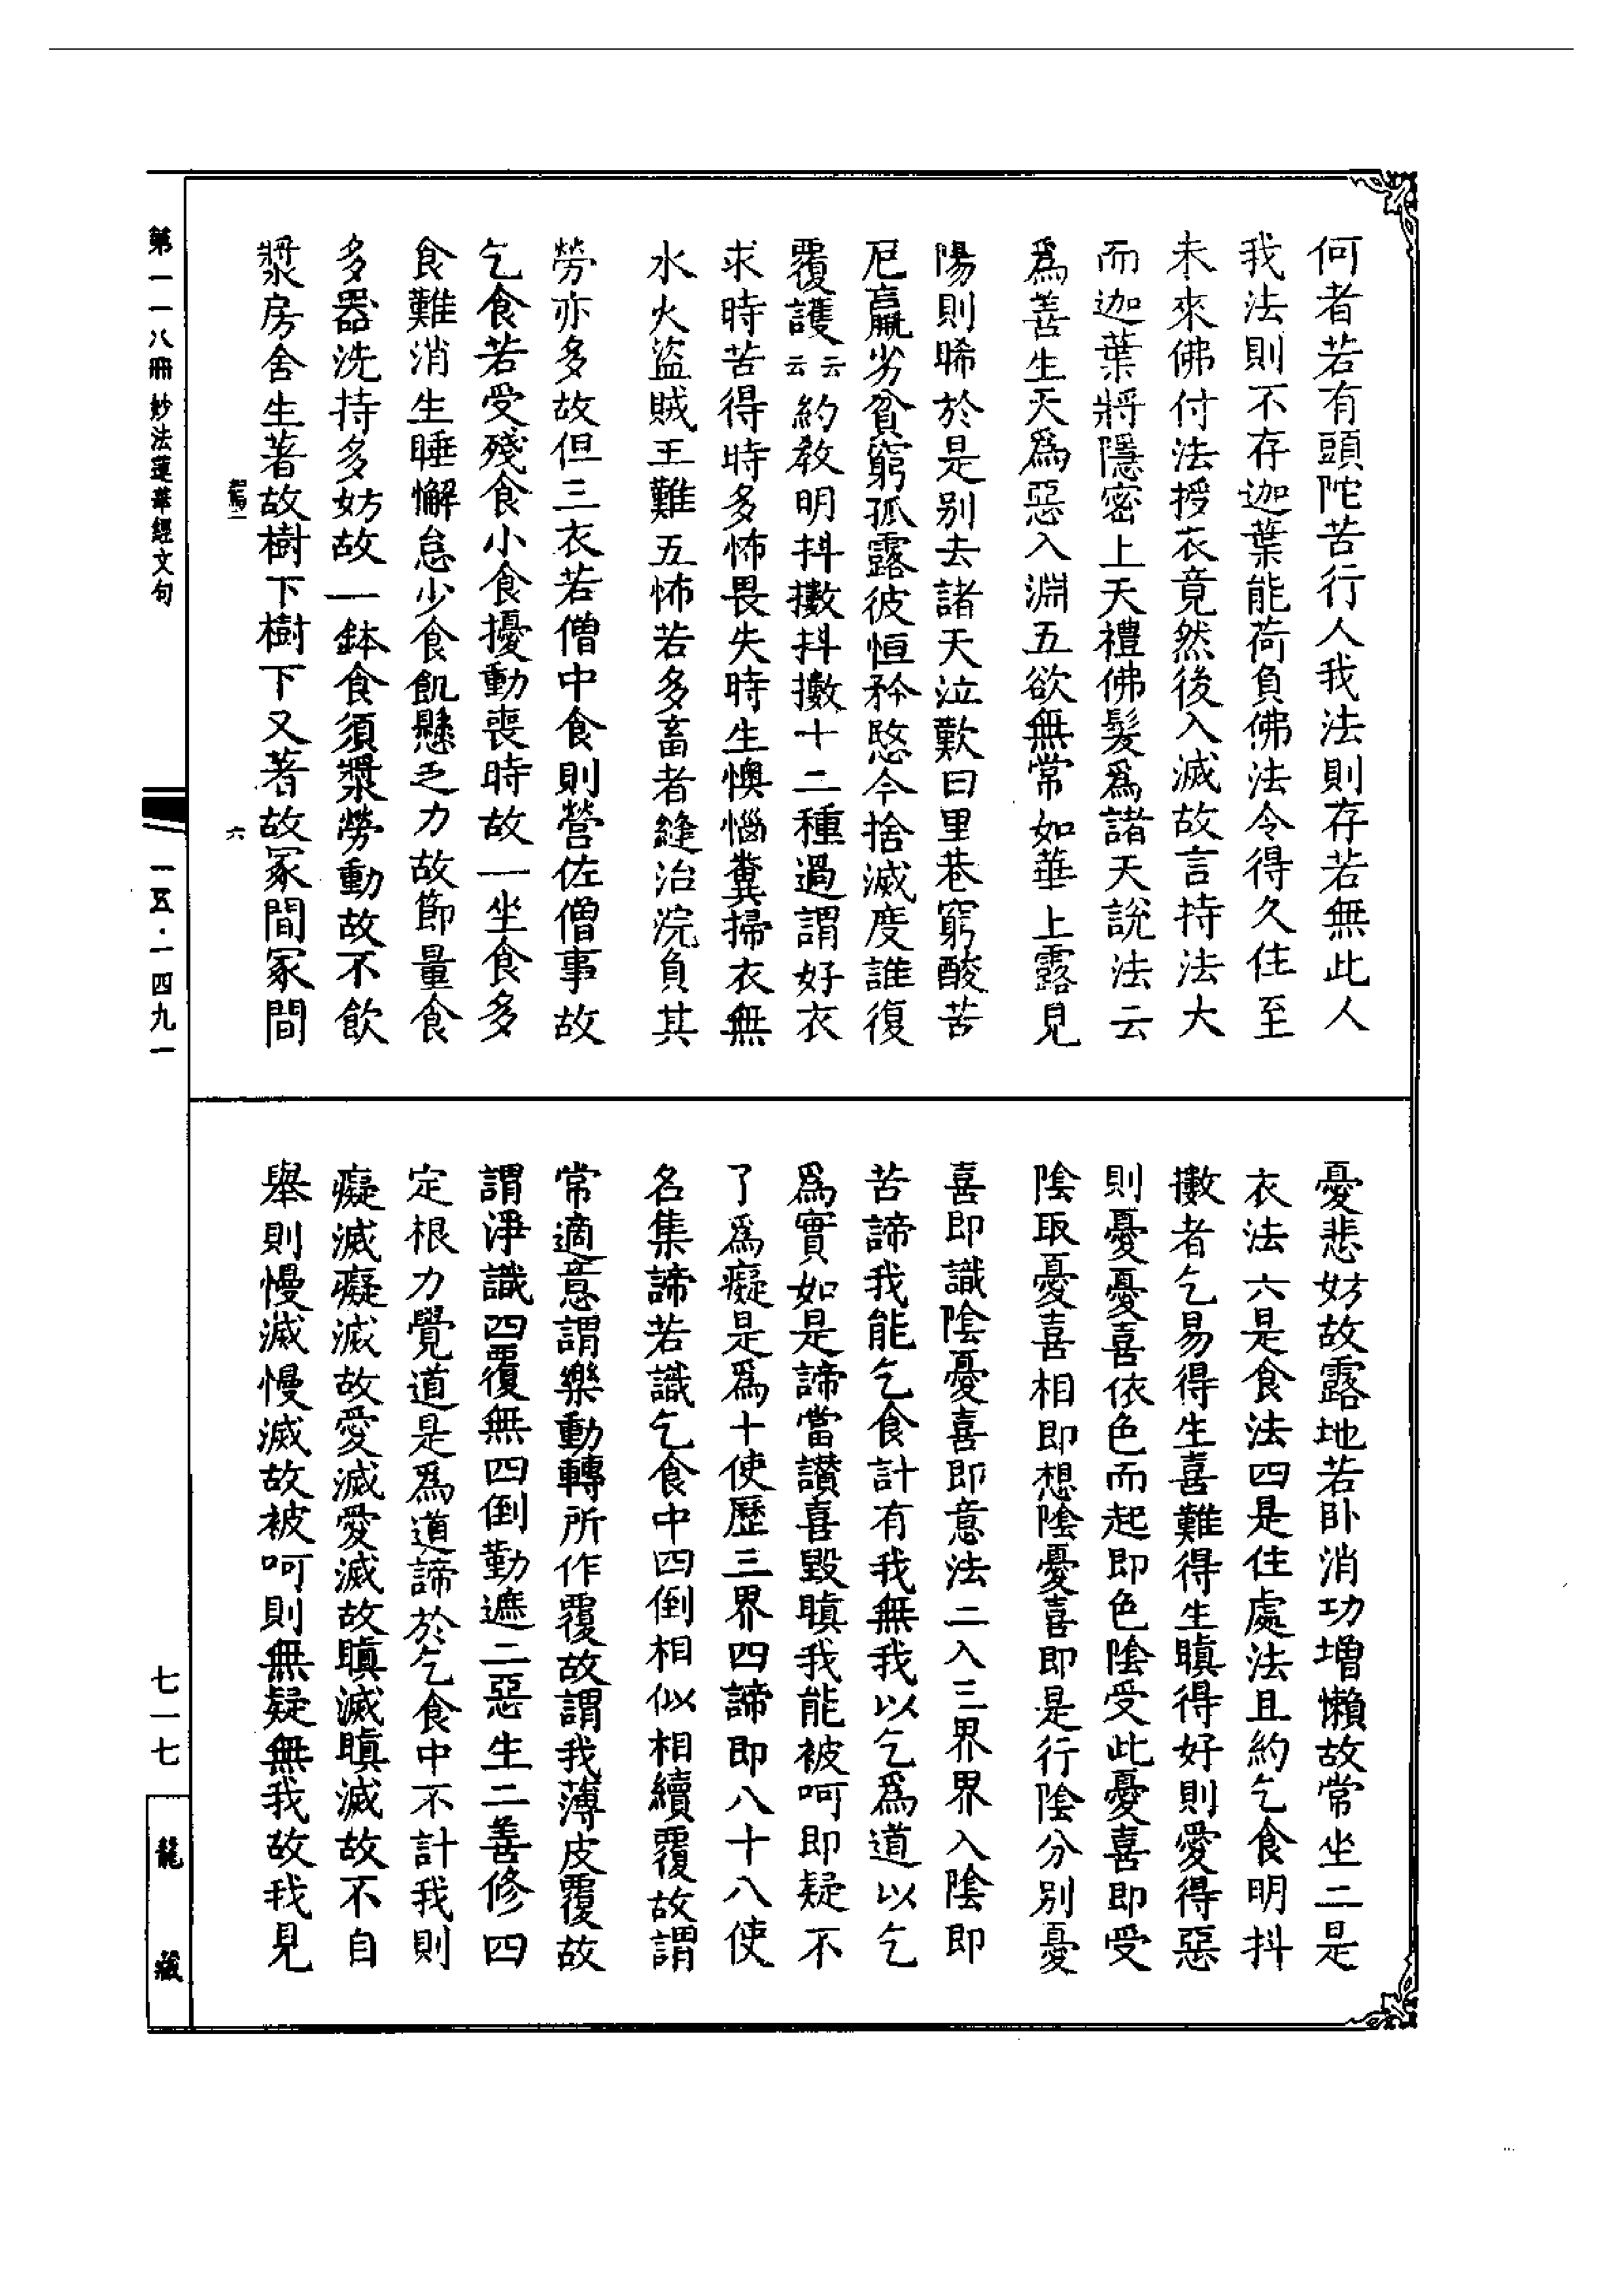 何者若有頭陀苦行人我法則存若無此人
我法則不存迦葉能荷負佛法令得久住至
未來佛付法授衣竟然後入滅故言持法大
而迦葉將隱密上天禮佛髮爲諸天說法云
爲善生天爲惡入淵五欲無常如華上露見
陽則晞於是別去諸天泣歎曰里巷窮酸苦
尼羸劣貧窮孤露彼恒矜愍今捨滅度誰復
覆護云云約教明抖擻抖擻十二種過謂好衣
求時苦得時多怖畏失時生懊惱糞掃衣無
水火盜賊王難五怖若多畜者縫治浣負其
勞亦多故但三衣若僧中食則營佐僧事故
乞食若受殘食小食擾動喪時故一坐食多
食難消生睡懈怠少食飢懸乏力故節量食
多器洗持多妨故一鉢食須漿勞動故不飲
漿房舍生著故樹下樹下又著故冢間冢間
憂悲妨故露地若卧消功增懶故常坐二是
衣法六是食法四是住處法且約乞食明抖
擻者乞易得生喜難得生瞋得好則愛得惡
則憂憂喜依色而起即色陰受此憂喜即受
陰取憂喜相即想陰憂喜即是行陰分別憂
喜即識陰憂喜即意法二入三界界入陰即
苦諦我能乞食計有我無我以乞爲道以乞
爲實如是諦當讚喜毀瞋我能被呵即疑不
了爲癡是爲十使歷三界四諦即八十八使
名集諦若識乞食中四倒相似相續覆故謂
常適意謂樂動轉所作覆故謂我薄皮覆故
謂淨識四覆無四倒勤遮二惡生二善修四
定根力覺道是爲道諦於乞食中不計我則
癡滅癡滅故愛滅愛滅故瞋滅瞋滅故不自
舉則慢滅慢滅故被呵則無疑無我故我見
第一一八冊 妙法蓮華經文句
六
一五·一四九一
七一七
龍藏